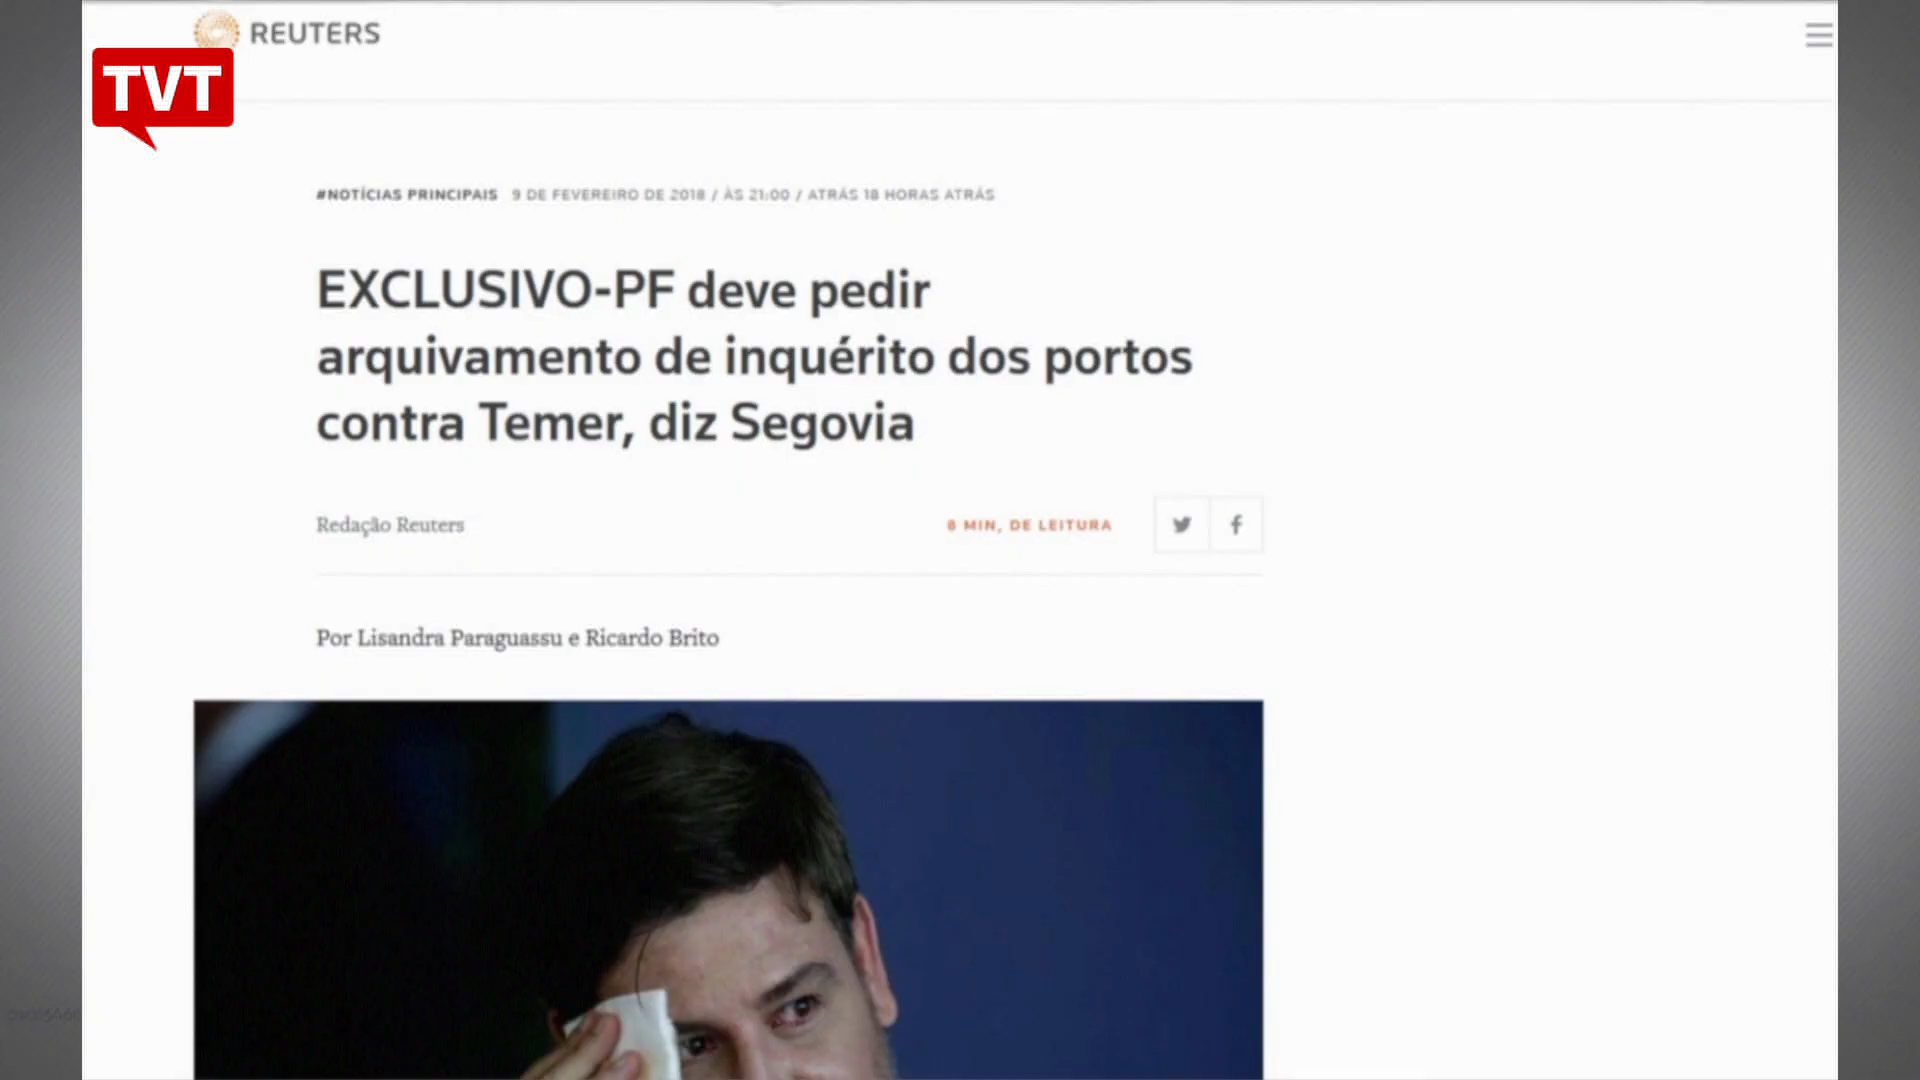 REUTERS
TVT
#NOTÍCIAS PRINCIPAIS 9 DE FEVEREIRO DE 2018 / ÀS 21:00 / ATRÁS 18 HORAS ATRÁS
EXCLUSIVO-PF deve pedir
arquivamento de inquérito dos portos
contra Temer, diz Segovia
Redação Reuters
8 MIN, DE LEITURA
Por Lisandra Paraguassu e Ricardo Brito